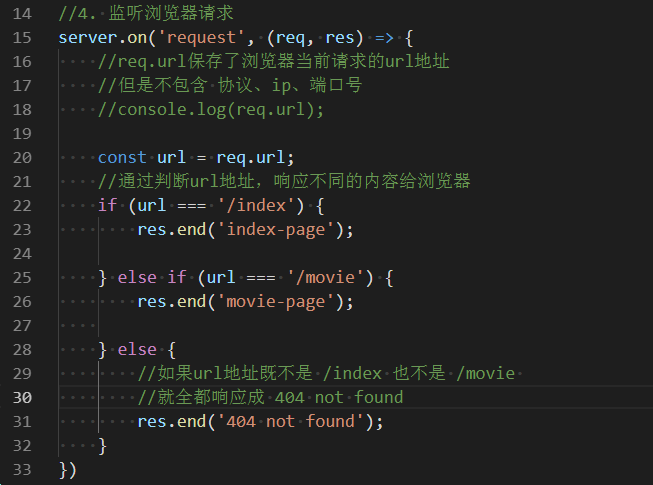 14 //4. 监听浏览器请求
15 server.on('request', (req, res) => {
16     //req.url保存了浏览器当前请求的url地址
17     //但是不包含 协议、ip、端口号
18     //console.log(req.url);
19
20     const url = req.url;
21     //通过判断url地址，响应不同的内容给浏览器
22     if (url === '/index') {
23         res.end('index-page');
24
25     } else if (url === '/movie') {
26         res.end('movie-page');
27
28     } else {
29         //如果url地址既不是 /index 也不是 /movie
30         //就全都响应成 404 not found
31         res.end('404 not found');
32     }
33 })